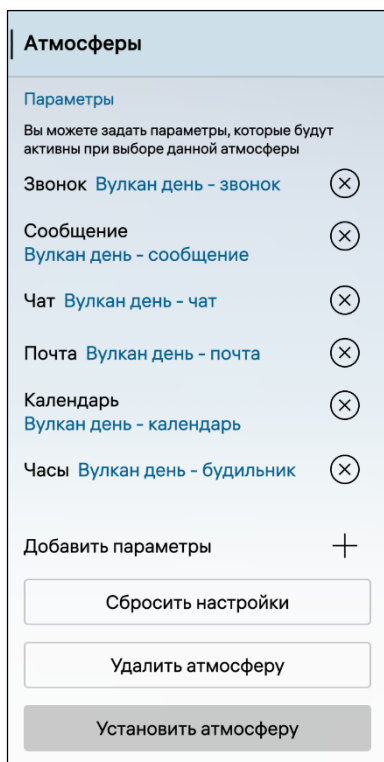 Атмосферы
Параметры
Вы можете задать параметры, которые будут
активны при выборе данной атмосферы
Звонок Вулкан день - звонок
Сообщение
Вулкан день - сообщение
Чат Вулкан день - чат
Почта Вулкан день - почта
Календарь
Вулкан день - календарь
Часы Вулкан день - будильник
Добавить параметры
Сбросить настройки
Удалить атмосферу
Установить атмосферу